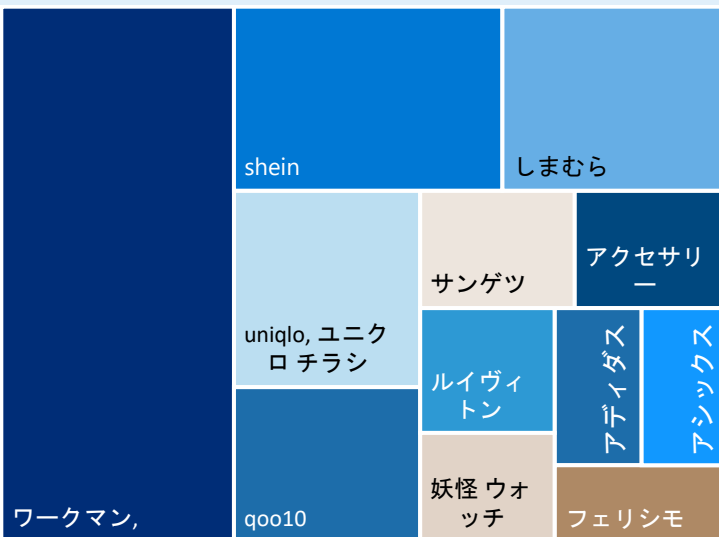 shein
しまむら
アクセサリ
ー
サンゲツ
uniqlo, ユニク
ロ チラシ
ルイヴィ
トン
アディダス
アシックス
妖怪 ウォ
ッチ
ワークマン,
qoo10
フェリシモ